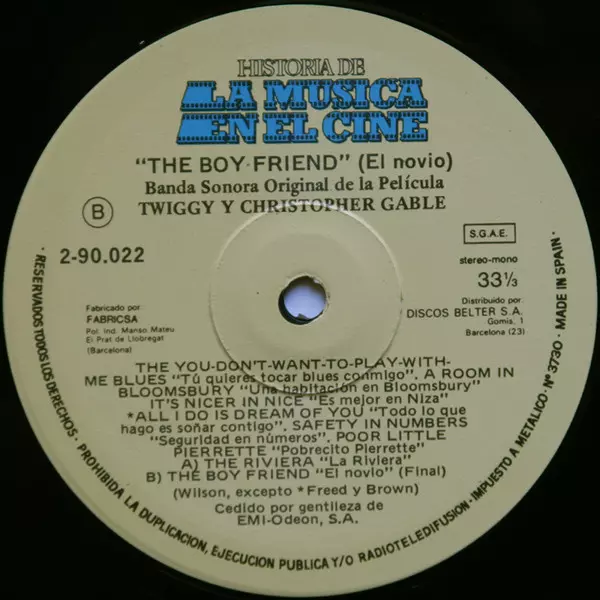 HISTORIA DE
LA MUSICA
EN EL CINE
"THE BOY-FRIEND" (El novio)
Banda Sonora Original de la Película
TWIGGY Y CHRISTOPHER GABLE
B
S.G.A.E.
2-90.022
stereo-mono
33⅓
Fabricado por:
FABRICSA
Pol. Ind. Manso Mateu
El Prat de Llobregat
(Barcelona)
Distribuido por:
DISCOS BELTER S.A.
Gomis, 1
Barcelona (23)
THE YOU-DON'T-WANT-TO-PLAY-WITH-
ME BLUES "Tú quieres tocar blues conmigo". A ROOM IN
BLOOMSBURY "Una habitación en Bloomsbury"
IT'S NICER IN NICE "Es mejor en Niza"
*ALL I DO IS DREAM OF YOU "Todo lo que
hago es soñar contigo". SAFETY IN NUMBERS
"Seguridad en números". POOR LITTLE
PIERRETTE "Pobrecito Pierrette"
A) THE RIVIERA "La Riviera"
B) THE BOY FRIEND "El novio" (Final)
(Wilson, excepto *Freed y Brown)
Cedido por gentileza de
EMI-Odeon, S.A.
· RESERVADOS TODOS LOS DERECHOS · PROHIBIDA LA DUPLICACION, EJECUCION PUBLICA Y/O RADIOTELEDIFUSION · IMPUESTO A METALICO: Nº 3730 · MADE IN SPAIN ·